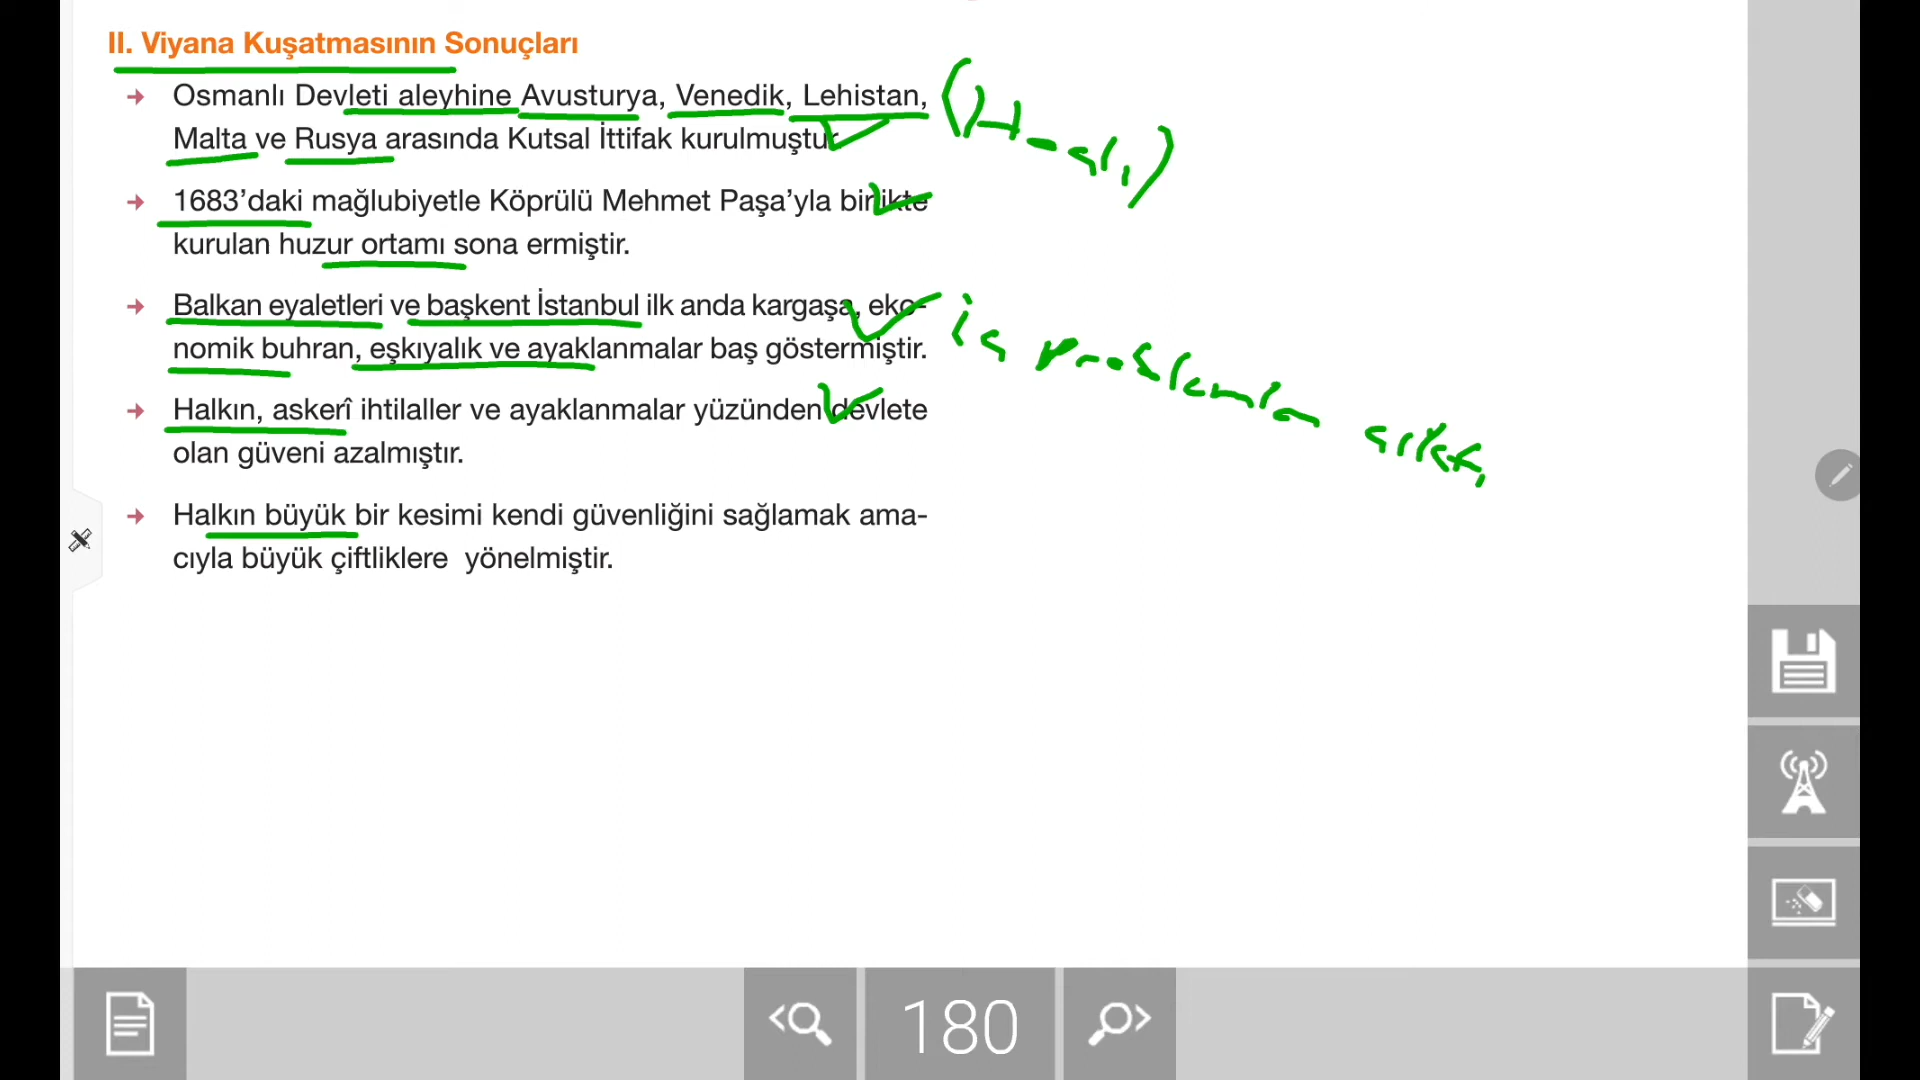 II. Viyana Kuşatmasının Sonuçları
→ Osmanlı Devleti aleyhine Avusturya, Venedik, Lehistan,
Malta ve Rusya arasında Kutsal İttifak kurulmuştur.
→ 1683’daki mağlubiyetle Köprülü Mehmet Paşa’yla birlikte
kurulan huzur ortamı sona ermiştir.
→ Balkan eyaletleri ve başkent İstanbul ilk anda kargaşa, eko-
nomik buhran, eşkıyalık ve ayaklanmalar baş göstermiştir.
iç problemler
→ Halkın, askerî ihtilaller ve ayaklanmalar yüzünden devlete
olan güveni azalmıştır.
→ Halkın büyük bir kesimi kendi güvenliğini sağlamak ama-
cıyla büyük çiftliklere yönelmiştir.
180